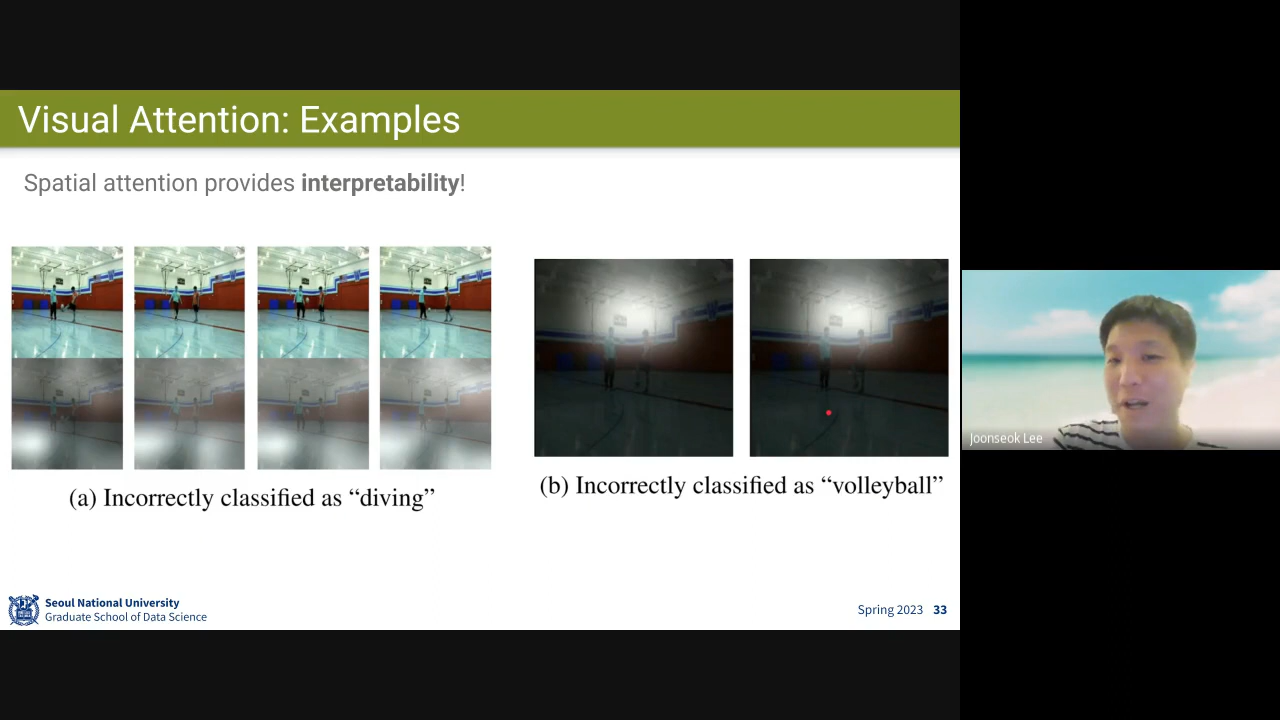 Visual Attention: Examples
Spatial attention provides interpretability!
(a) Incorrectly classified as “diving”
(b) Incorrectly classified as “volleyball”
Joonseok Lee
Seoul National University
Graduate School of Data Science
Spring 2023 33